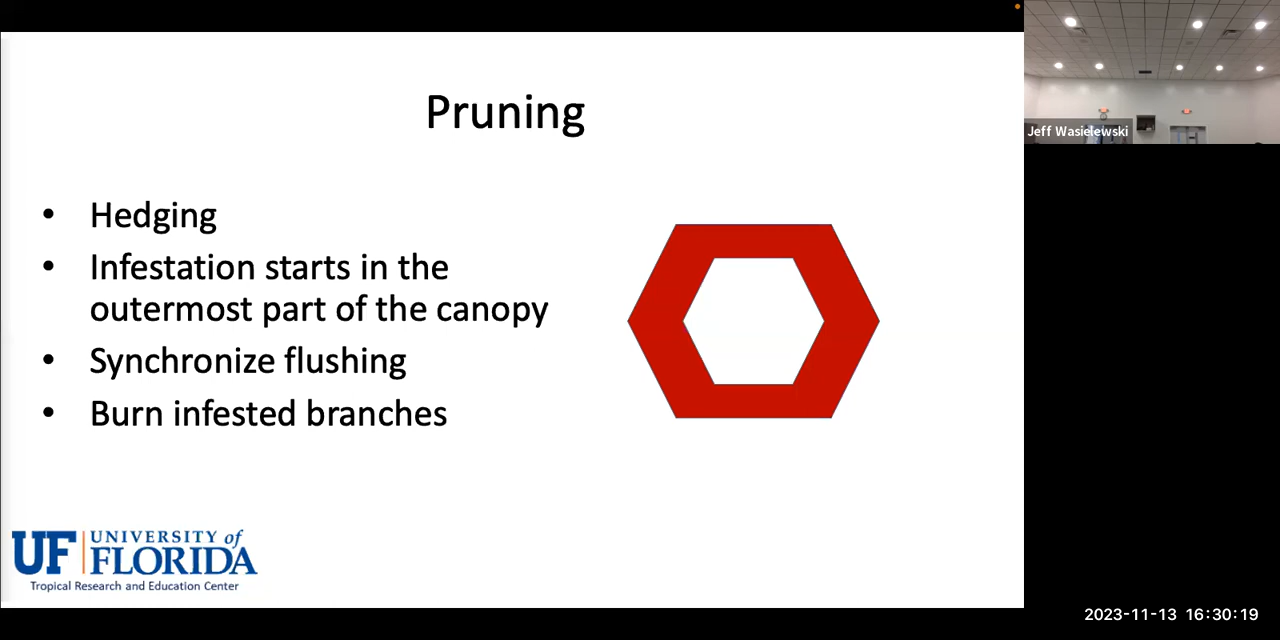 Pruning
• Hedging
• Infestation starts in the
outermost part of the canopy
• Synchronize flushing
• Burn infested branches
UF UNIVERSITY of
FLORIDA
Tropical Research and Education Center
Jeff Wasielewski
2023-11-13 16:30:19